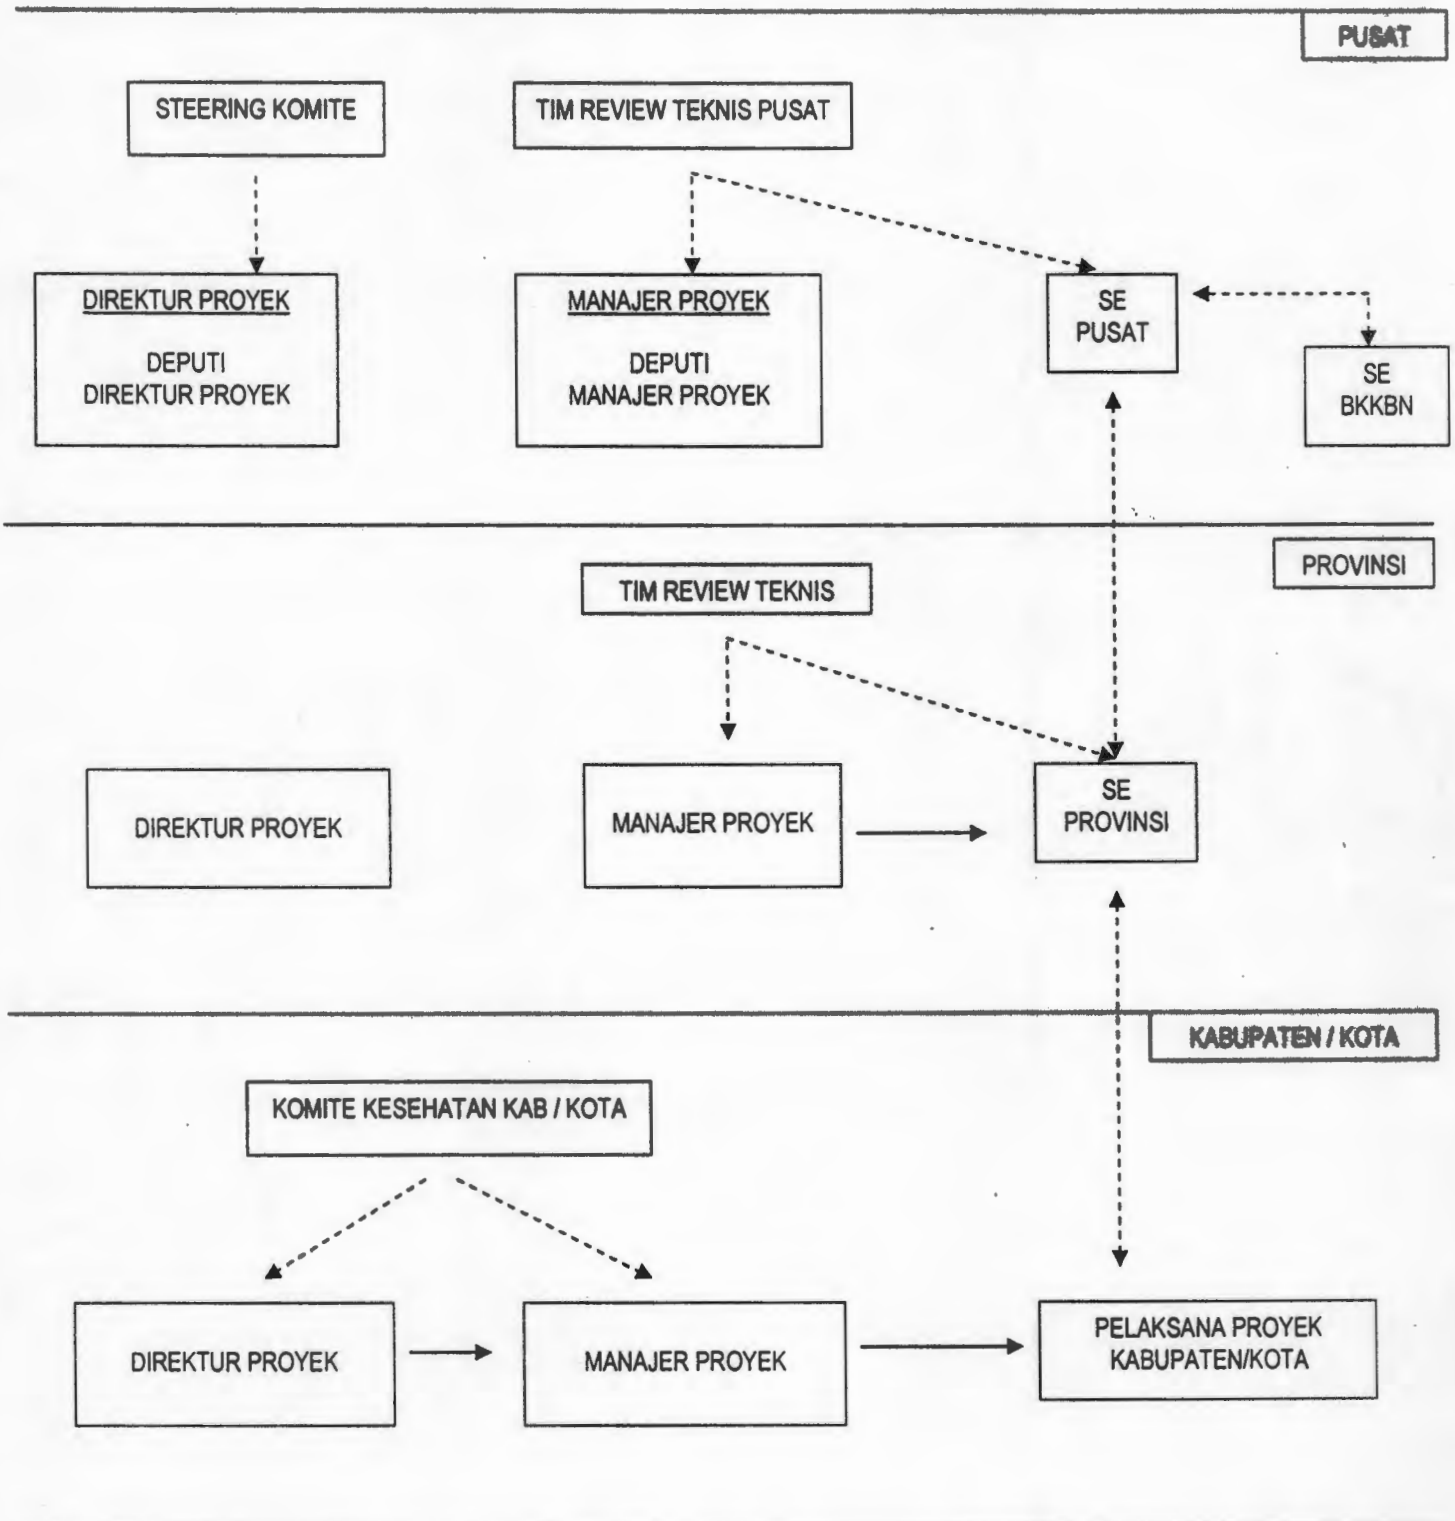 PUSAT
STEERING KOMITE
TIM REVIEW TEKNIS PUSAT
DIREKTUR PROYEK
DEPUTI
DIREKTUR PROYEK
MANAJER PROYEK
DEPUTI
MANAJER PROYEK
SE
PUSAT
SE
BKKBN
PROVINSI
TIM REVIEW TEKNIS
DIREKTUR PROYEK
MANAJER PROYEK
SE
PROVINSI
KABUPATEN / KOTA
KOMITE KESEHATAN KAB / KOTA
DIREKTUR PROYEK
MANAJER PROYEK
PELAKSANA PROYEK
KABUPATEN/KOTA